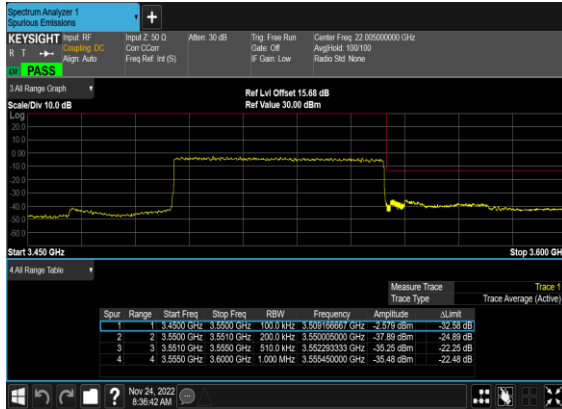 Spectrum Analyzer 1
Spurious Emissions
KEYSIGHT Input: RF Input Z: 50 Ω Atten: 30 dB Trig: Free Run Center Freq: 22.005000000 GHz
R T Coupling: DC Corr CCorr Gate: Off Avg|Hold: 100/100
Align: Auto Freq Ref: Int (S) IF Gain: Low Radio Std: None
PASS
3 All Range Graph Ref Lvl Offset 15.68 dB
Scale/Div 10.0 dB Ref Value 30.00 dBm
Log
20.0
10.0
0.00
-10.0
-20.0
-30.0
-40.0
-50.0
-60.0
Start 3.450 GHz Stop 3.600 GH
4 All Range Table
Measure Trace Trace 1
Trace Type Trace Average (Active)
Spur Range Start Freq Stop Freq RBW Frequency Amplitude ΔLimit
1 1 3.4500 GHz 3.5500 GHz 100.0 kHz 3.509166667 GHz -2.579 dBm -32.58 dB
2 2 3.5500 GHz 3.5510 GHz 200.0 kHz 3.550005000 GHz -37.89 dBm -24.89 dB
3 3 3.5510 GHz 3.5550 GHz 510.0 kHz 3.552293333 GHz -35.25 dBm -22.25 dB
4 4 3.5550 GHz 3.6000 GHz 1.000 MHz 3.555450000 GHz -35.48 dBm -22.48 dB
Nov 24, 2022
8:36:42 AM